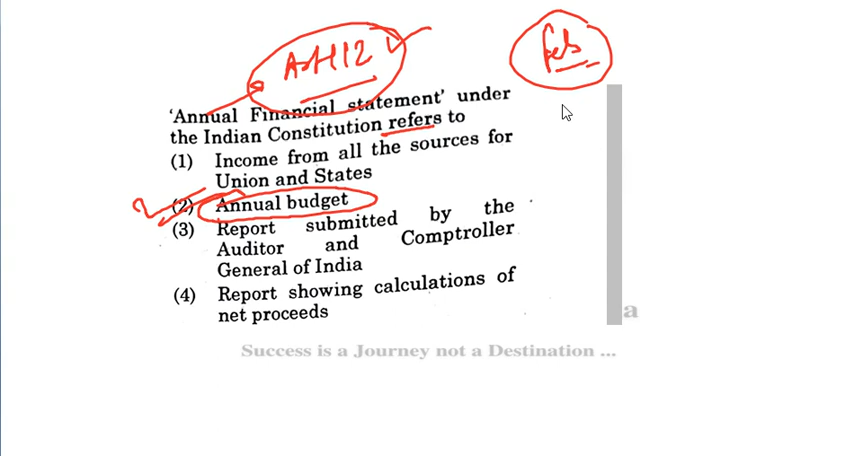 Art 112
Feb
'Annual Financial statement' under
the Indian Constitution refers to
(1) Income from all the sources for
Union and States
(2) Annual budget
(3) Report submitted by the
Auditor and Comptroller
General of India
(4) Report showing calculations of
net proceeds
a
Success is a Journey not a Destination ...